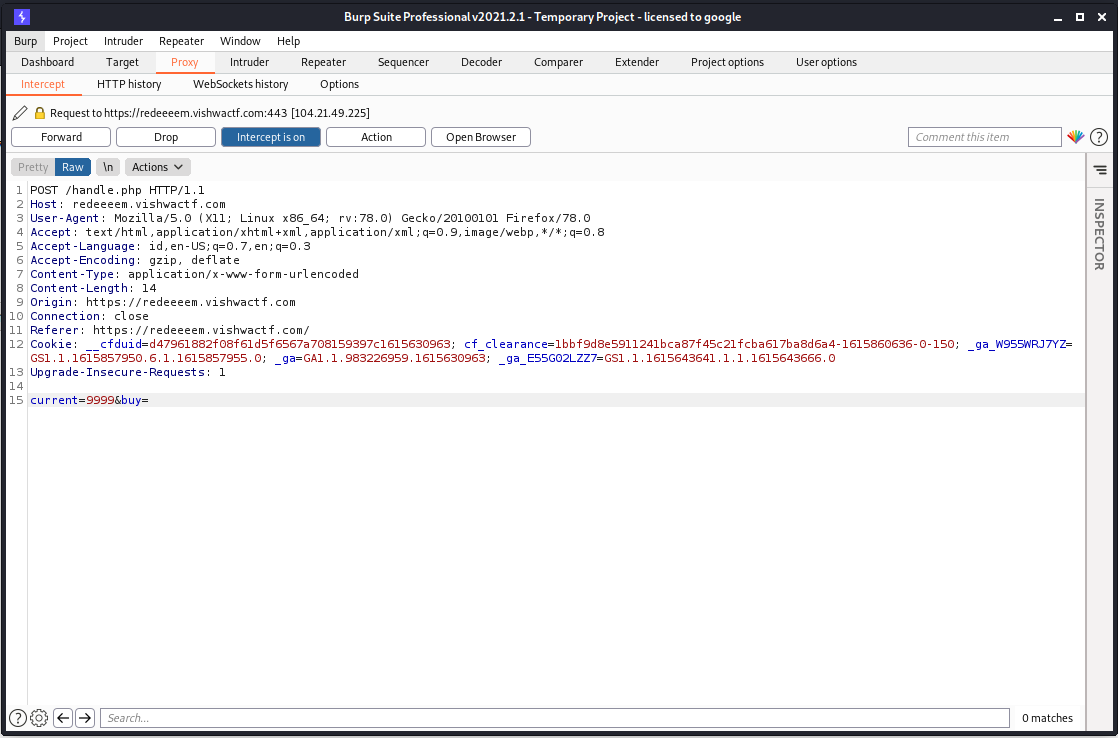 Burp Suite Professional v2021.2.1 - Temporary Project - licensed to google
Burp Project Intruder Repeater Window Help
Dashboard Target Proxy Intruder Repeater Sequencer Decoder Comparer Extender Project options User options
Intercept HTTP history WebSockets history Options
Request to https://redeeeem.vishwactf.com:443 [104.21.49.225]
Forward Drop Intercept is on Action Open Browser Comment this item ?
Pretty Raw \n Actions
INSPECTOR
1 POST /handle.php HTTP/1.1
2 Host: redeeeem.vishwactf.com
3 User-Agent: Mozilla/5.0 (X11; Linux x86_64; rv:78.0) Gecko/20100101 Firefox/78.0
4 Accept: text/html,application/xhtml+xml,application/xml;q=0.9,image/webp,*/*;q=0.8
5 Accept-Language: id,en-US;q=0.7,en;q=0.3
6 Accept-Encoding: gzip, deflate
7 Content-Type: application/x-www-form-urlencoded
8 Content-Length: 14
9 Origin: https://redeeeem.vishwactf.com
10 Connection: close
11 Referer: https://redeeeem.vishwactf.com/
12 Cookie: __cfduid=d47961882f08f61d5f6567a708159397c1615630963; cf_clearance=1bbf9d8e5911241bca87f45c21fcba617ba8d6a4-1615860636-0-150; _ga_W955WRJ7YZ=
GS1.1.1615857950.6.1.1615857955.0; _ga=GA1.1.983226959.1615630963; _ga_E55G02LZZ7=GS1.1.1615643641.1.1.1615643666.0
13 Upgrade-Insecure-Requests: 1
14
15 current=9999&buy=
? Search... 0 matches